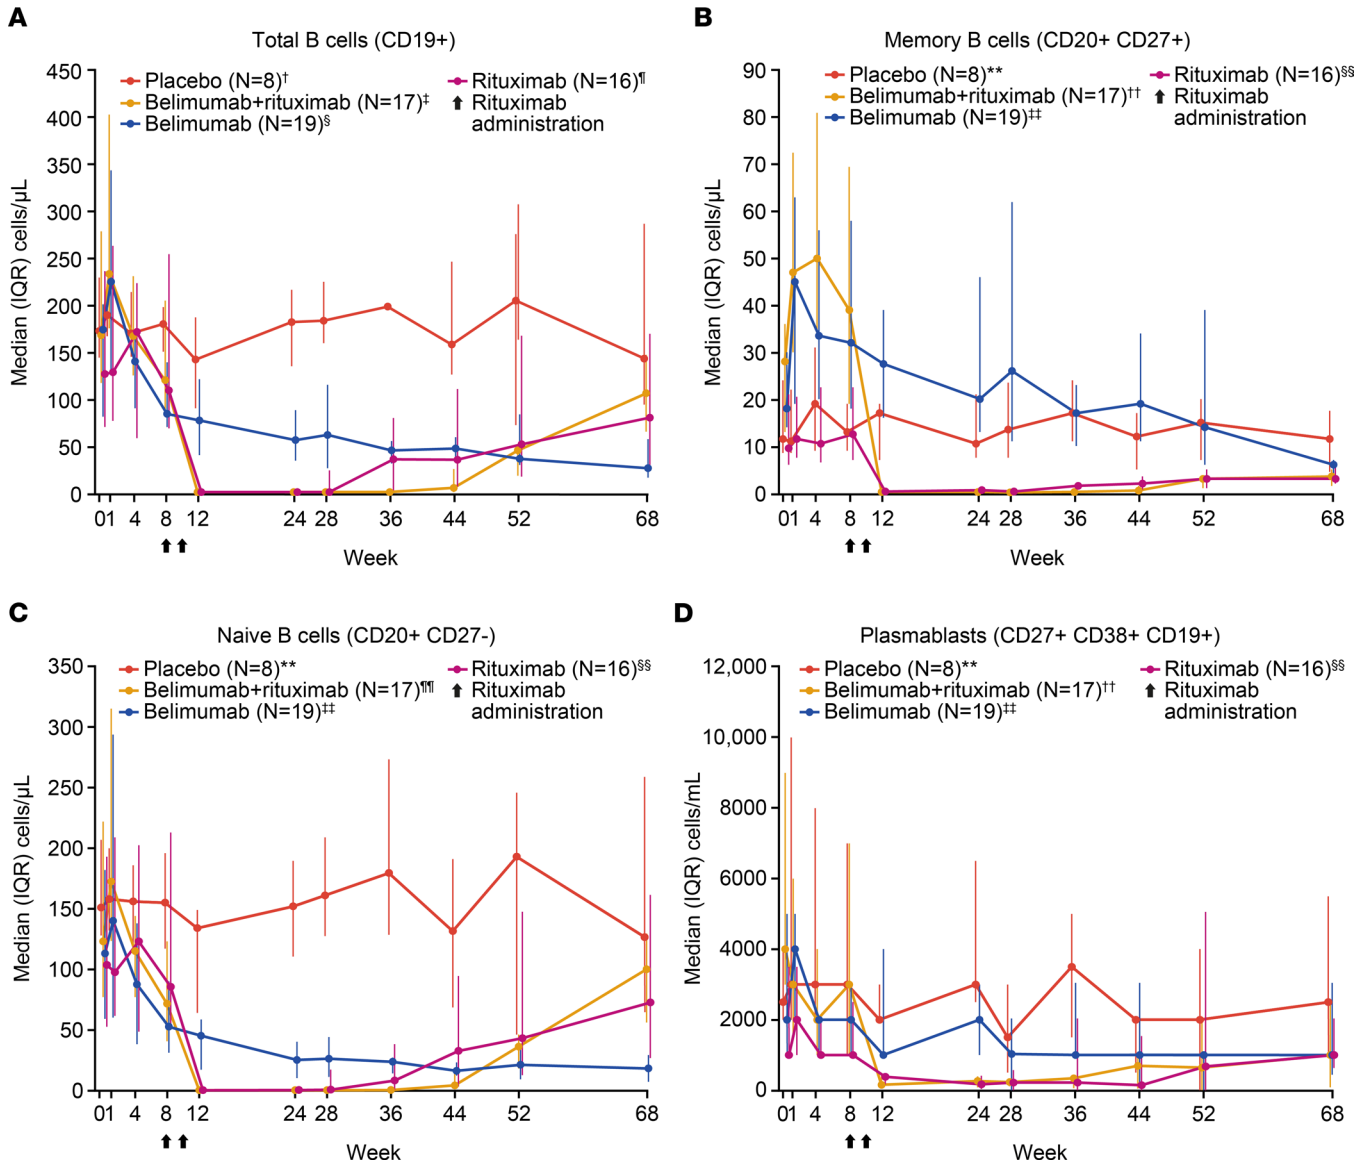 A
Total B cells (CD19+)
Placebo (N=8)†
Belimumab+rituximab (N=17)‡
Belimumab (N=19)§
Rituximab (N=16)¶
Rituximab
administration
Median (IQR) cells/μL
450
400
350
300
250
200
150
100
50
0
01 4 8 12 24 28 36 44 52 68
Week
B
Memory B cells (CD20+ CD27+)
Placebo (N=8)**
Belimumab+rituximab (N=17)††
Belimumab (N=19)‡‡
Rituximab (N=16)§§
Rituximab
administration
Median (IQR) cells/μL
90
80
70
60
50
40
30
20
10
0
01 4 8 12 24 28 36 44 52 68
Week
C
Naive B cells (CD20+ CD27-)
Placebo (N=8)**
Belimumab+rituximab (N=17)¶¶
Belimumab (N=19)‡‡
Rituximab (N=16)§§
Rituximab
administration
Median (IQR) cells/μL
350
300
250
200
150
100
50
0
01 4 8 12 24 28 36 44 52 68
Week
D
Plasmablasts (CD27+ CD38+ CD19+)
Placebo (N=8)**
Belimumab+rituximab (N=17)††
Belimumab (N=19)‡‡
Rituximab (N=16)§§
Rituximab
administration
Median (IQR) cells/mL
12,000
10,000
8000
6000
4000
2000
0
01 4 8 12 24 28 36 44 52 68
Week